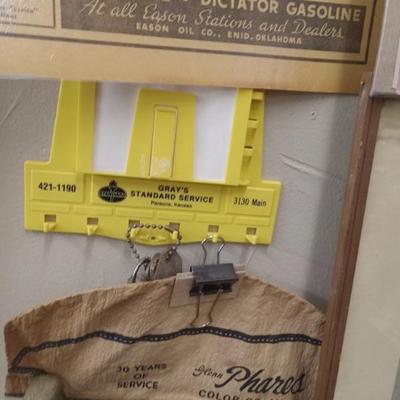 DICTATOR GASOLINE
At all Eason Stations and Dealers
EASON OIL CO., ENID, OKLAHOMA
421-1190
GRAY'S
STANDARD SERVICE
Parsons, Kansas
3130 Main
30 YEARS
OF
SERVICE
Glenn Phares
COLOR